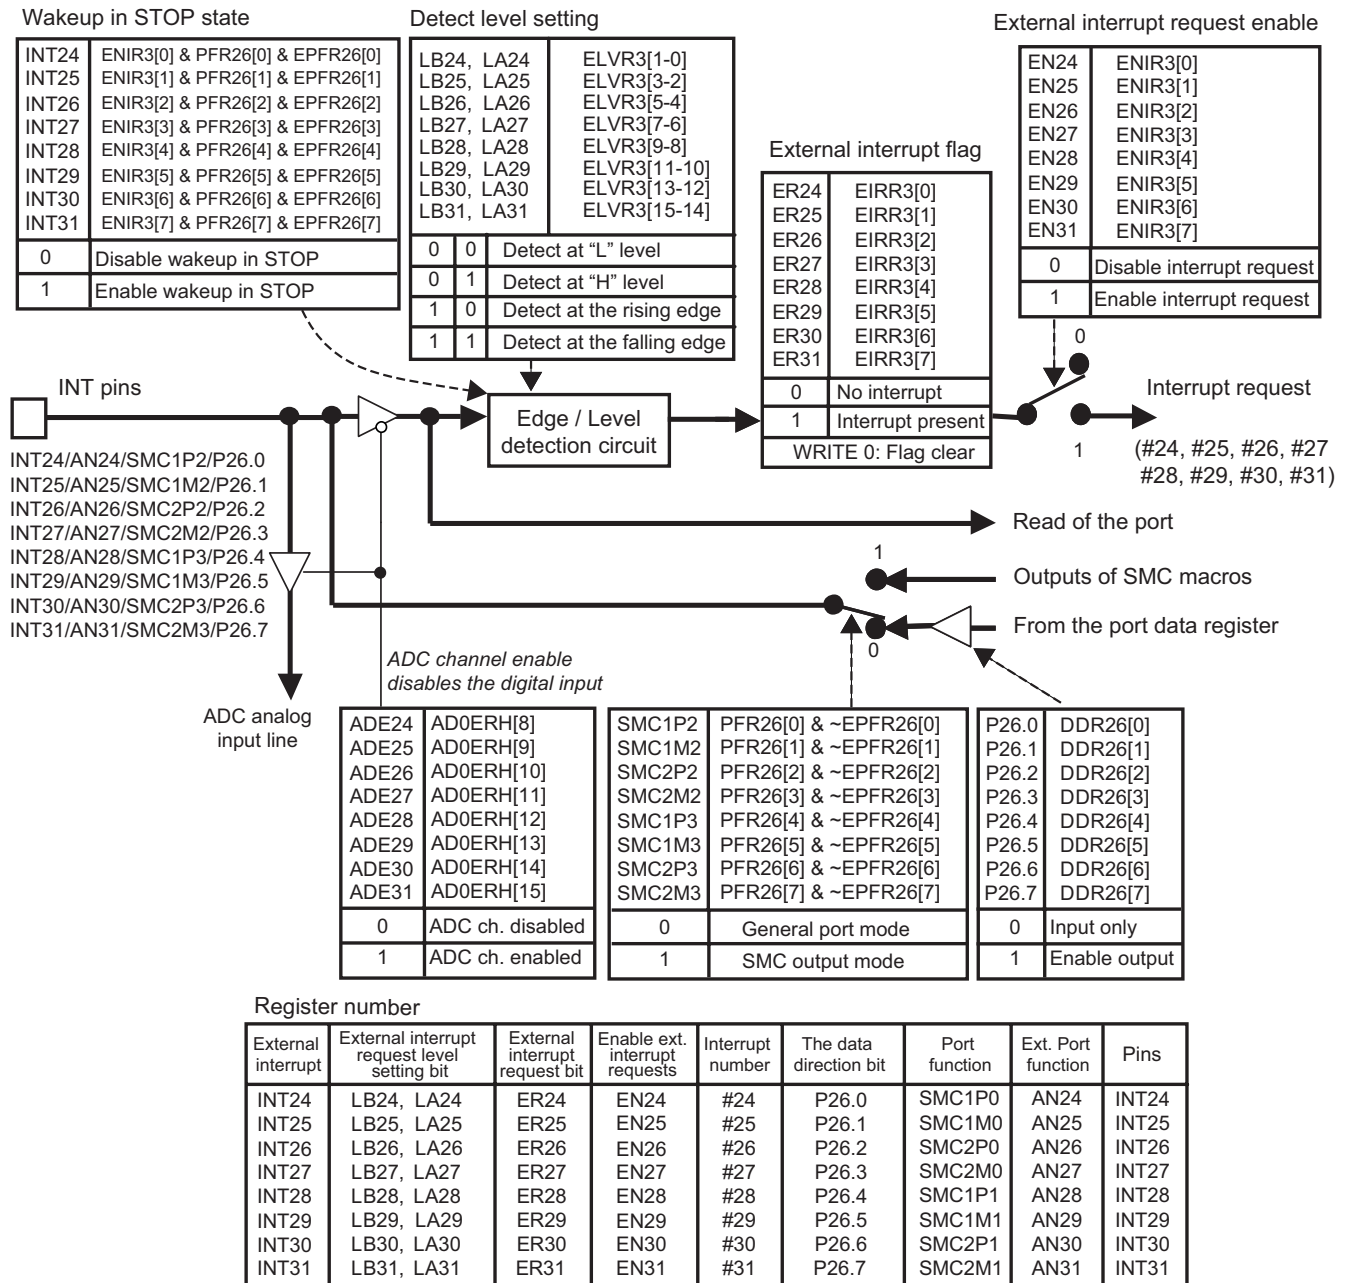 Wakeup in STOP state
INT24 ENIR3[0] & PFR26[0] & EPFR26[0]
INT25 ENIR3[1] & PFR26[1] & EPFR26[1]
INT26 ENIR3[2] & PFR26[2] & EPFR26[2]
INT27 ENIR3[3] & PFR26[3] & EPFR26[3]
INT28 ENIR3[4] & PFR26[4] & EPFR26[4]
INT29 ENIR3[5] & PFR26[5] & EPFR26[5]
INT30 ENIR3[6] & PFR26[6] & EPFR26[6]
INT31 ENIR3[7] & PFR26[7] & EPFR26[7]
0 Disable wakeup in STOP
1 Enable wakeup in STOP
Detect level setting
LB24, LA24 ELVR3[1-0]
LB25, LA25 ELVR3[3-2]
LB26, LA26 ELVR3[5-4]
LB27, LA27 ELVR3[7-6]
LB28, LA28 ELVR3[9-8]
LB29, LA29 ELVR3[11-10]
LB30, LA30 ELVR3[13-12]
LB31, LA31 ELVR3[15-14]
0 0 Detect at “L” level
0 1 Detect at “H” level
1 0 Detect at the rising edge
1 1 Detect at the falling edge
External interrupt flag
ER24 EIRR3[0]
ER25 EIRR3[1]
ER26 EIRR3[2]
ER27 EIRR3[3]
ER28 EIRR3[4]
ER29 EIRR3[5]
ER30 EIRR3[6]
ER31 EIRR3[7]
0 No interrupt
1 Interrupt present
WRITE 0: Flag clear
External interrupt request enable
EN24 ENIR3[0]
EN25 ENIR3[1]
EN26 ENIR3[2]
EN27 ENIR3[3]
EN28 ENIR3[4]
EN29 ENIR3[5]
EN30 ENIR3[6]
EN31 ENIR3[7]
0 Disable interrupt request
1 Enable interrupt request
0
1
Interrupt request
(#24, #25, #26, #27
#28, #29, #30, #31)
INT pins
Edge / Level
detection circuit
INT24/AN24/SMC1P2/P26.0
INT25/AN25/SMC1M2/P26.1
INT26/AN26/SMC2P2/P26.2
INT27/AN27/SMC2M2/P26.3
INT28/AN28/SMC1P3/P26.4
INT29/AN29/SMC1M3/P26.5
INT30/AN30/SMC2P3/P26.6
INT31/AN31/SMC2M3/P26.7
Read of the port
1
Outputs of SMC macros
From the port data register
0
ADC channel enable
disables the digital input
ADC analog
input line
ADE24 AD0ERH[8]
ADE25 AD0ERH[9]
ADE26 AD0ERH[10]
ADE27 AD0ERH[11]
ADE28 AD0ERH[12]
ADE29 AD0ERH[13]
ADE30 AD0ERH[14]
ADE31 AD0ERH[15]
0 ADC ch. disabled
1 ADC ch. enabled
SMC1P2 PFR26[0] & ~EPFR26[0]
SMC1M2 PFR26[1] & ~EPFR26[1]
SMC2P2 PFR26[2] & ~EPFR26[2]
SMC2M2 PFR26[3] & ~EPFR26[3]
SMC1P3 PFR26[4] & ~EPFR26[4]
SMC1M3 PFR26[5] & ~EPFR26[5]
SMC2P3 PFR26[6] & ~EPFR26[6]
SMC2M3 PFR26[7] & ~EPFR26[7]
0 General port mode
1 SMC output mode
P26.0 DDR26[0]
P26.1 DDR26[1]
P26.2 DDR26[2]
P26.3 DDR26[3]
P26.4 DDR26[4]
P26.5 DDR26[5]
P26.6 DDR26[6]
P26.7 DDR26[7]
0 Input only
1 Enable output
Register number
External interrupt External interrupt request level setting bit External interrupt request bit Enable ext. interrupt requests Interrupt number The data direction bit Port function Ext. Port function Pins
INT24 LB24, LA24 ER24 EN24 #24 P26.0 SMC1P0 AN24 INT24
INT25 LB25, LA25 ER25 EN25 #25 P26.1 SMC1M0 AN25 INT25
INT26 LB26, LA26 ER26 EN26 #26 P26.2 SMC2P0 AN26 INT26
INT27 LB27, LA27 ER27 EN27 #27 P26.3 SMC2M0 AN27 INT27
INT28 LB28, LA28 ER28 EN28 #28 P26.4 SMC1P1 AN28 INT28
INT29 LB29, LA29 ER29 EN29 #29 P26.5 SMC1M1 AN29 INT29
INT30 LB30, LA30 ER30 EN30 #30 P26.6 SMC2P1 AN30 INT30
INT31 LB31, LA31 ER31 EN31 #31 P26.7 SMC2M1 AN31 INT31